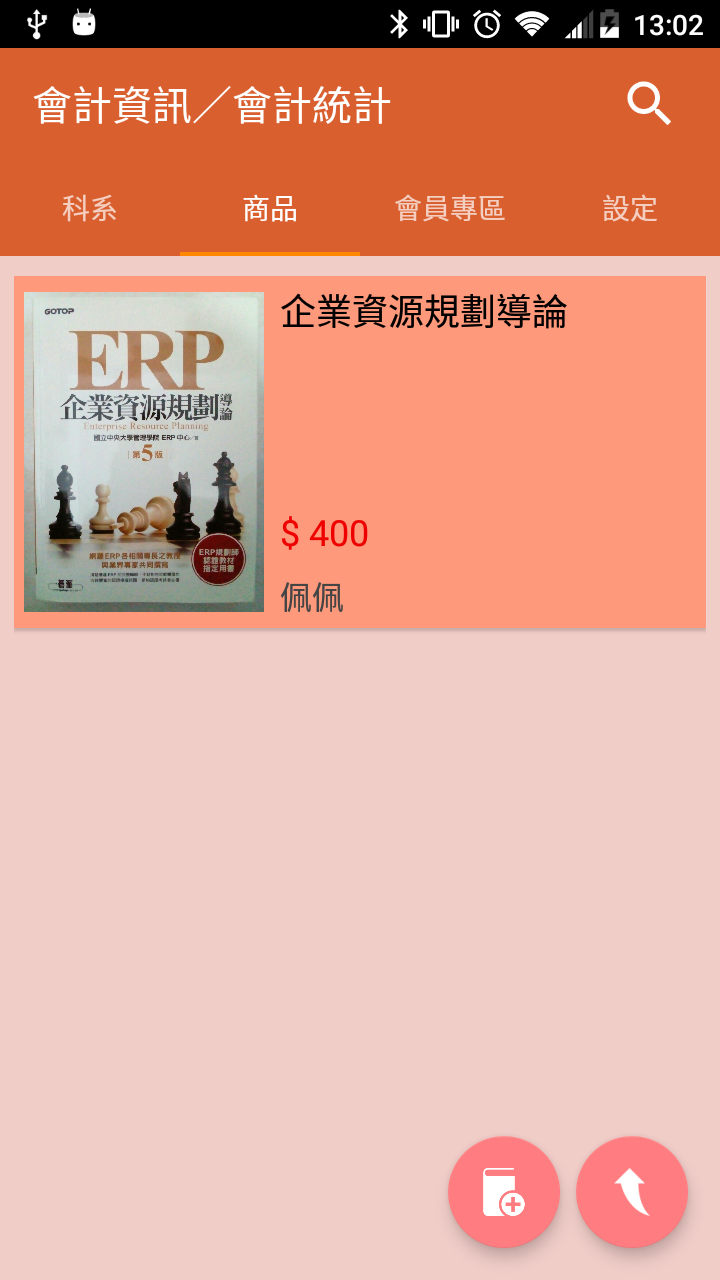 13:02
會計資訊／會計統計
科系
商品
會員專區
設定
GOTOP
ERP
企業資源規劃導論
Enterprise Resource Planning
國立中央大學管理學院 ERP 中心／著
第5版
網羅ERP各相關專長之教授
與業界專家共同撰寫
ERP規劃師
認證教材
指定用書
企業資源規劃導論
$ 400
佩佩